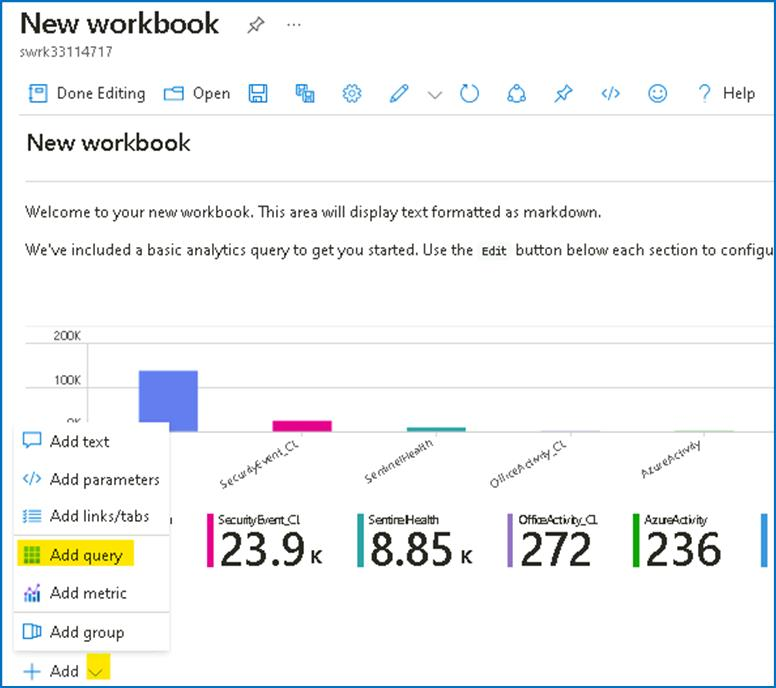 New workbook
swrk33114717
Done Editing Open Help
New workbook
Welcome to your new workbook. This area will display text formatted as markdown.
We've included a basic analytics query to get you started. Use the Edit button below each section to configu
200K
100K
SecurityEvent_CL
SentinelHealth
OfficeActivity_CL
AzureActivity
Add text
Add parameters
Add links/tabs
Add query
Add metric
Add group
Add
SecurityEvent_CL SentinelHealth OfficeActivity_CL AzureActivity
23.9 K 8.85 K 272 236